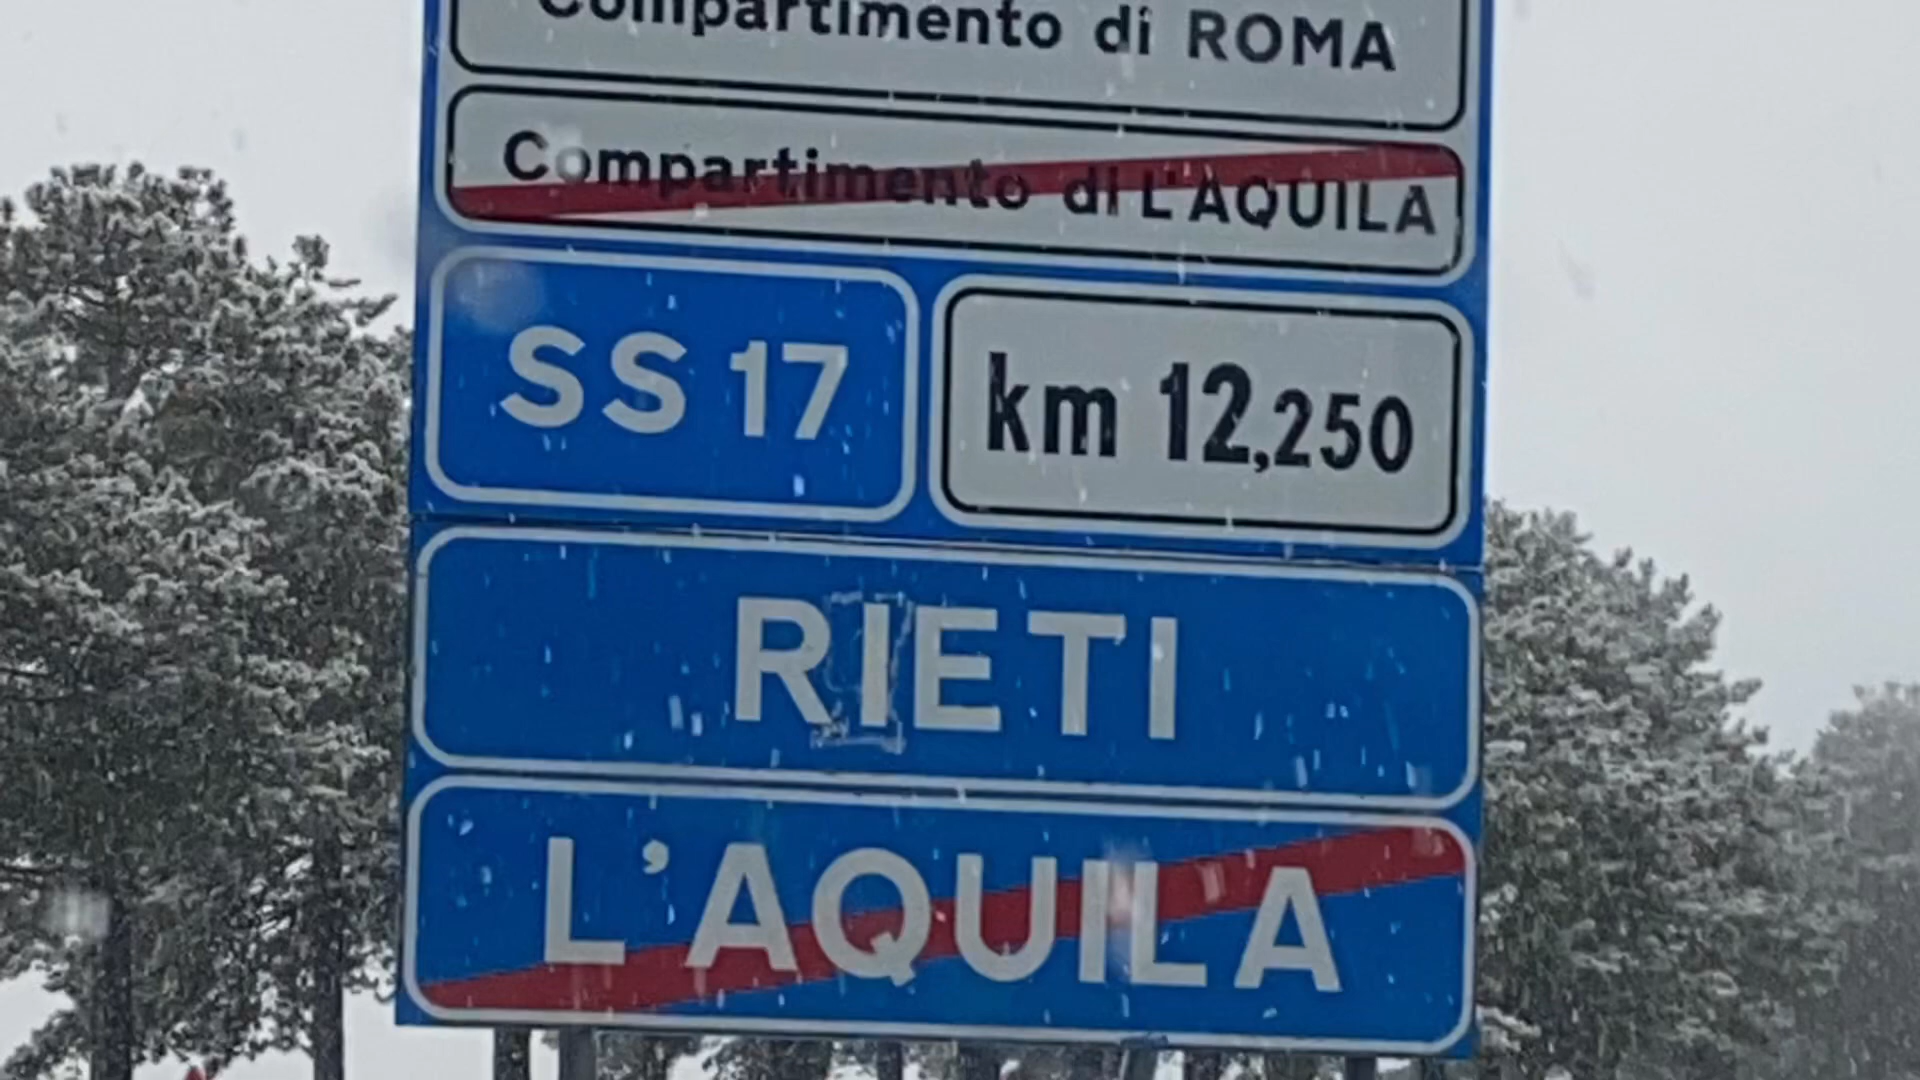 Compartimento di ROMA
Compartimento di L'AQUILA
SS 17
km 12,250
RIETI
L'AQUILA